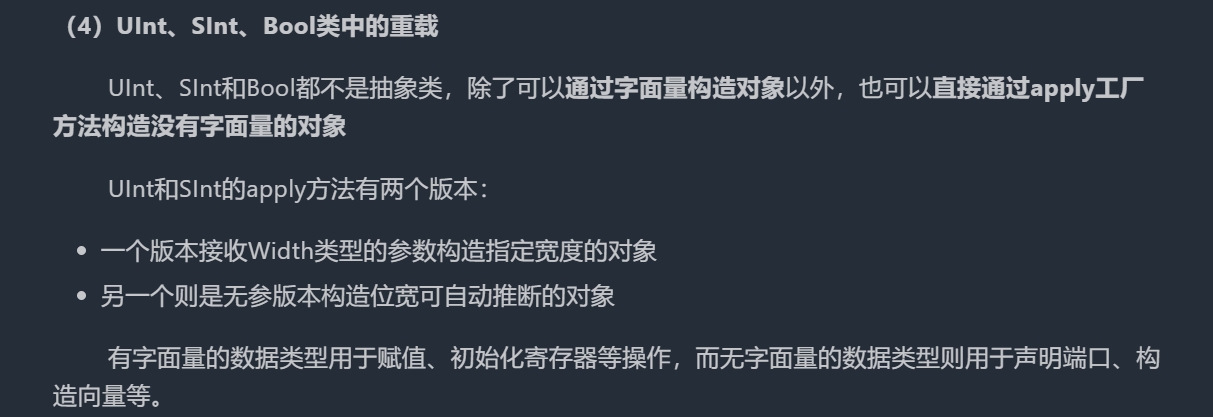 （4）UInt、SInt、Bool类中的重载
UInt、SInt和Bool都不是抽象类，除了可以通过字面量构造对象以外，也可以直接通过apply工厂
方法构造没有字面量的对象
UInt和SInt的apply方法有两个版本：
• 一个版本接收Width类型的参数构造指定宽度的对象
• 另一个则是无参版本构造位宽可自动推断的对象
有字面量的数据类型用于赋值、初始化寄存器等操作，而无字面量的数据类型则用于声明端口、构
造向量等。